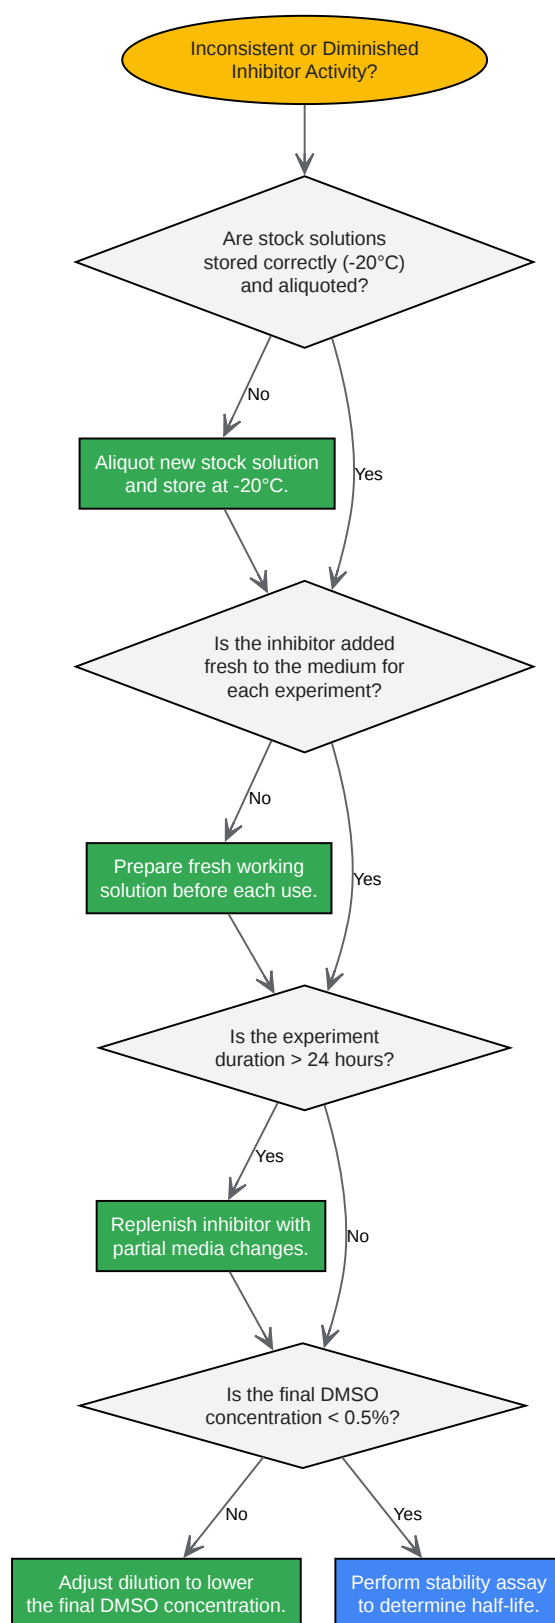 Inconsistent or Diminished
Inhibitor Activity?
Are stock solutions
stored correctly (-20°C)
and aliquoted?
No
Yes
Aliquot new stock solution
and store at -20°C.
Is the inhibitor added
fresh to the medium for
each experiment?
No
Yes
Prepare fresh working
solution before each use.
Is the experiment
duration > 24 hours?
Yes
No
Replenish inhibitor with
partial media changes.
Is the final DMSO
concentration < 0.5%?
No
Yes
Adjust dilution to lower
the final DMSO concentration.
Perform stability assay
to determine half-life.